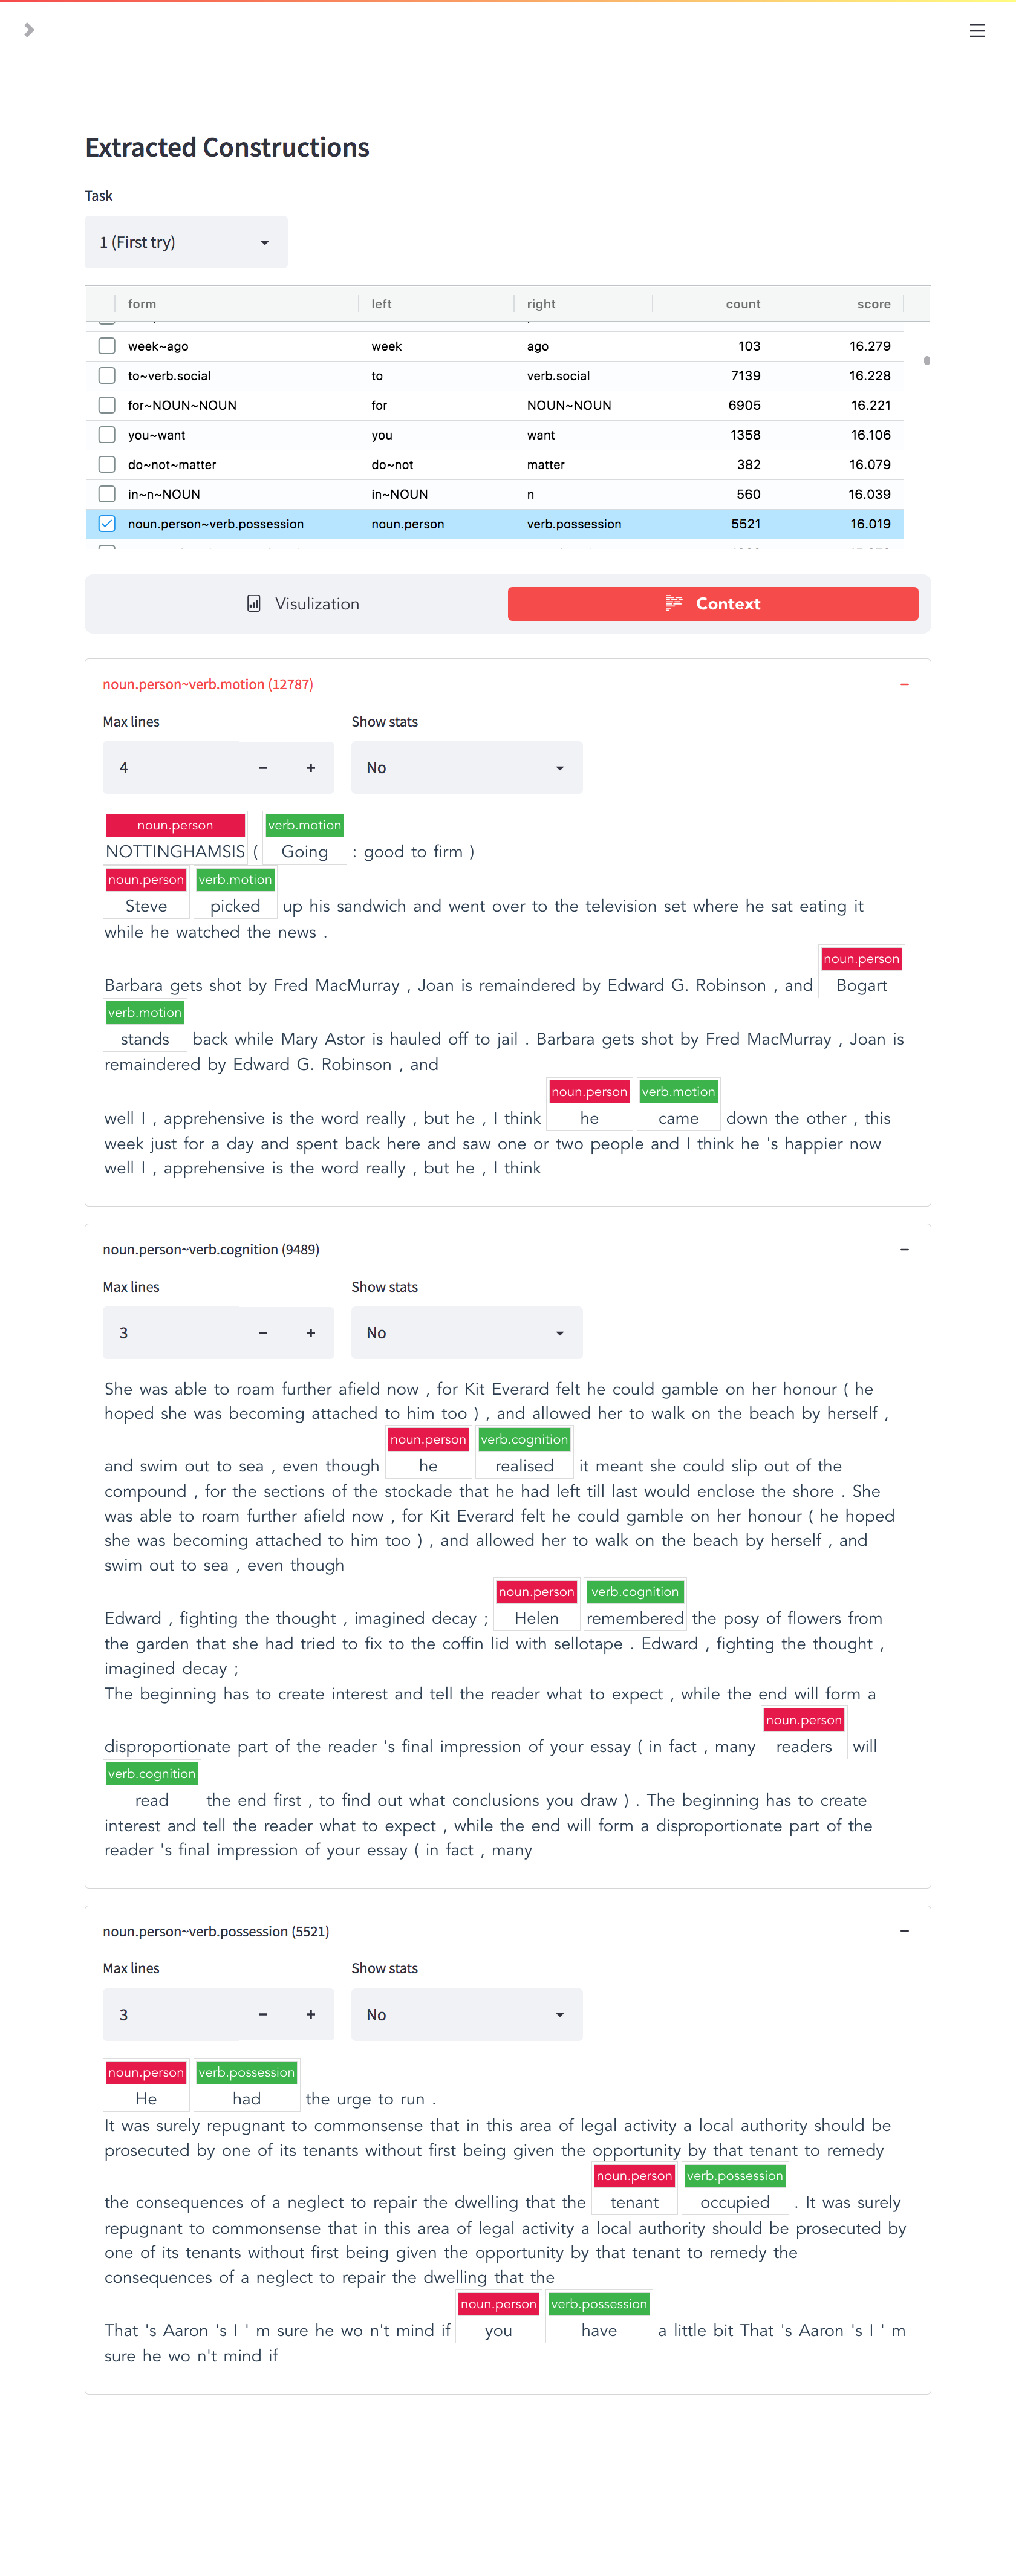 Extracted Constructions
Task
1 (First try)
form left right count score
week~ago week ago 103 16.279
to~verb.social to verb.social 7139 16.228
for~NOUN~NOUN for NOUN~NOUN 6905 16.221
you~want you want 1358 16.106
do~not~matter do~not matter 382 16.079
in~n~NOUN in~NOUN n 560 16.039
noun.person~verb.possession noun.person verb.possession 5521 16.019
Visulization Context
noun.person~verb.motion (12787) −
Max lines Show stats
4 − + No
noun.person verb.motion
NOTTINGHAMSIS ( Going : good to firm )
noun.person verb.motion
Steve picked up his sandwich and went over to the television set where he sat eating it
while he watched the news .
noun.person
Barbara gets shot by Fred MacMurray , Joan is remaindered by Edward G. Robinson , and Bogart
verb.motion
stands back while Mary Astor is hauled off to jail . Barbara gets shot by Fred MacMurray , Joan is
remaindered by Edward G. Robinson , and
noun.person verb.motion
well I , apprehensive is the word really , but he , I think he came down the other , this
week just for a day and spent back here and saw one or two people and I think he 's happier now
well I , apprehensive is the word really , but he , I think
noun.person~verb.cognition (9489) −
Max lines Show stats
3 − + No
She was able to roam further afield now , for Kit Everard felt he could gamble on her honour ( he
hoped she was becoming attached to him too ) , and allowed her to walk on the beach by herself ,
noun.person verb.cognition
and swim out to sea , even though he realised it meant she could slip out of the
compound , for the sections of the stockade that he had left till last would enclose the shore . She
was able to roam further afield now , for Kit Everard felt he could gamble on her honour ( he hoped
she was becoming attached to him too ) , and allowed her to walk on the beach by herself , and
swim out to sea , even though
noun.person verb.cognition
Edward , fighting the thought , imagined decay ; Helen remembered the posy of flowers from
the garden that she had tried to fix to the coffin lid with sellotape . Edward , fighting the thought ,
imagined decay ;
The beginning has to create interest and tell the reader what to expect , while the end will form a
noun.person
disproportionate part of the reader 's final impression of your essay ( in fact , many readers will
verb.cognition
read the end first , to find out what conclusions you draw ) . The beginning has to create
interest and tell the reader what to expect , while the end will form a disproportionate part of the
reader 's final impression of your essay ( in fact , many
noun.person~verb.possession (5521) −
Max lines Show stats
3 − + No
noun.person verb.possession
He had the urge to run .
It was surely repugnant to commonsense that in this area of legal activity a local authority should be
prosecuted by one of its tenants without first being given the opportunity by that tenant to remedy
noun.person verb.possession
the consequences of a neglect to repair the dwelling that the tenant occupied . It was surely
repugnant to commonsense that in this area of legal activity a local authority should be prosecuted by
one of its tenants without first being given the opportunity by that tenant to remedy the
consequences of a neglect to repair the dwelling that the
noun.person verb.possession
That 's Aaron 's I ' m sure he wo n't mind if you have a little bit That 's Aaron 's I ' m
sure he wo n't mind if